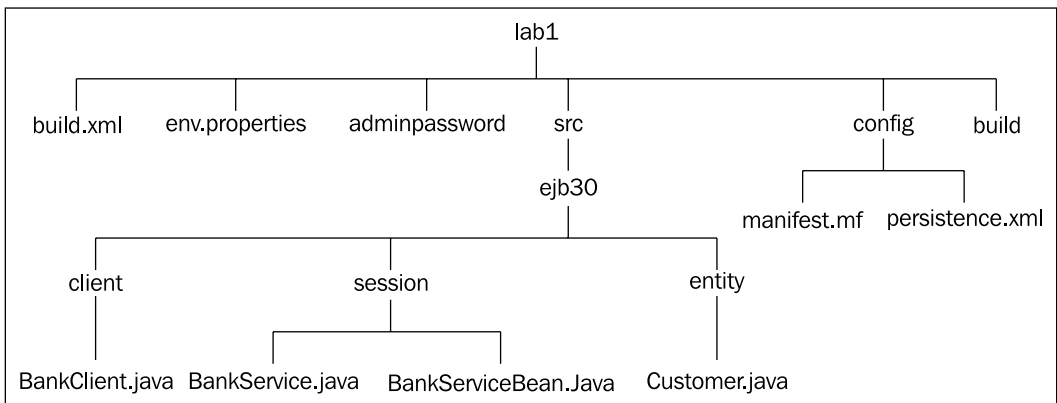 lab1
build.xml env.properties adminpassword src config build
ejb30
manifest.mf persistence.xml
client session entity
BankClient.java BankService.java BankServiceBean.Java Customer.java